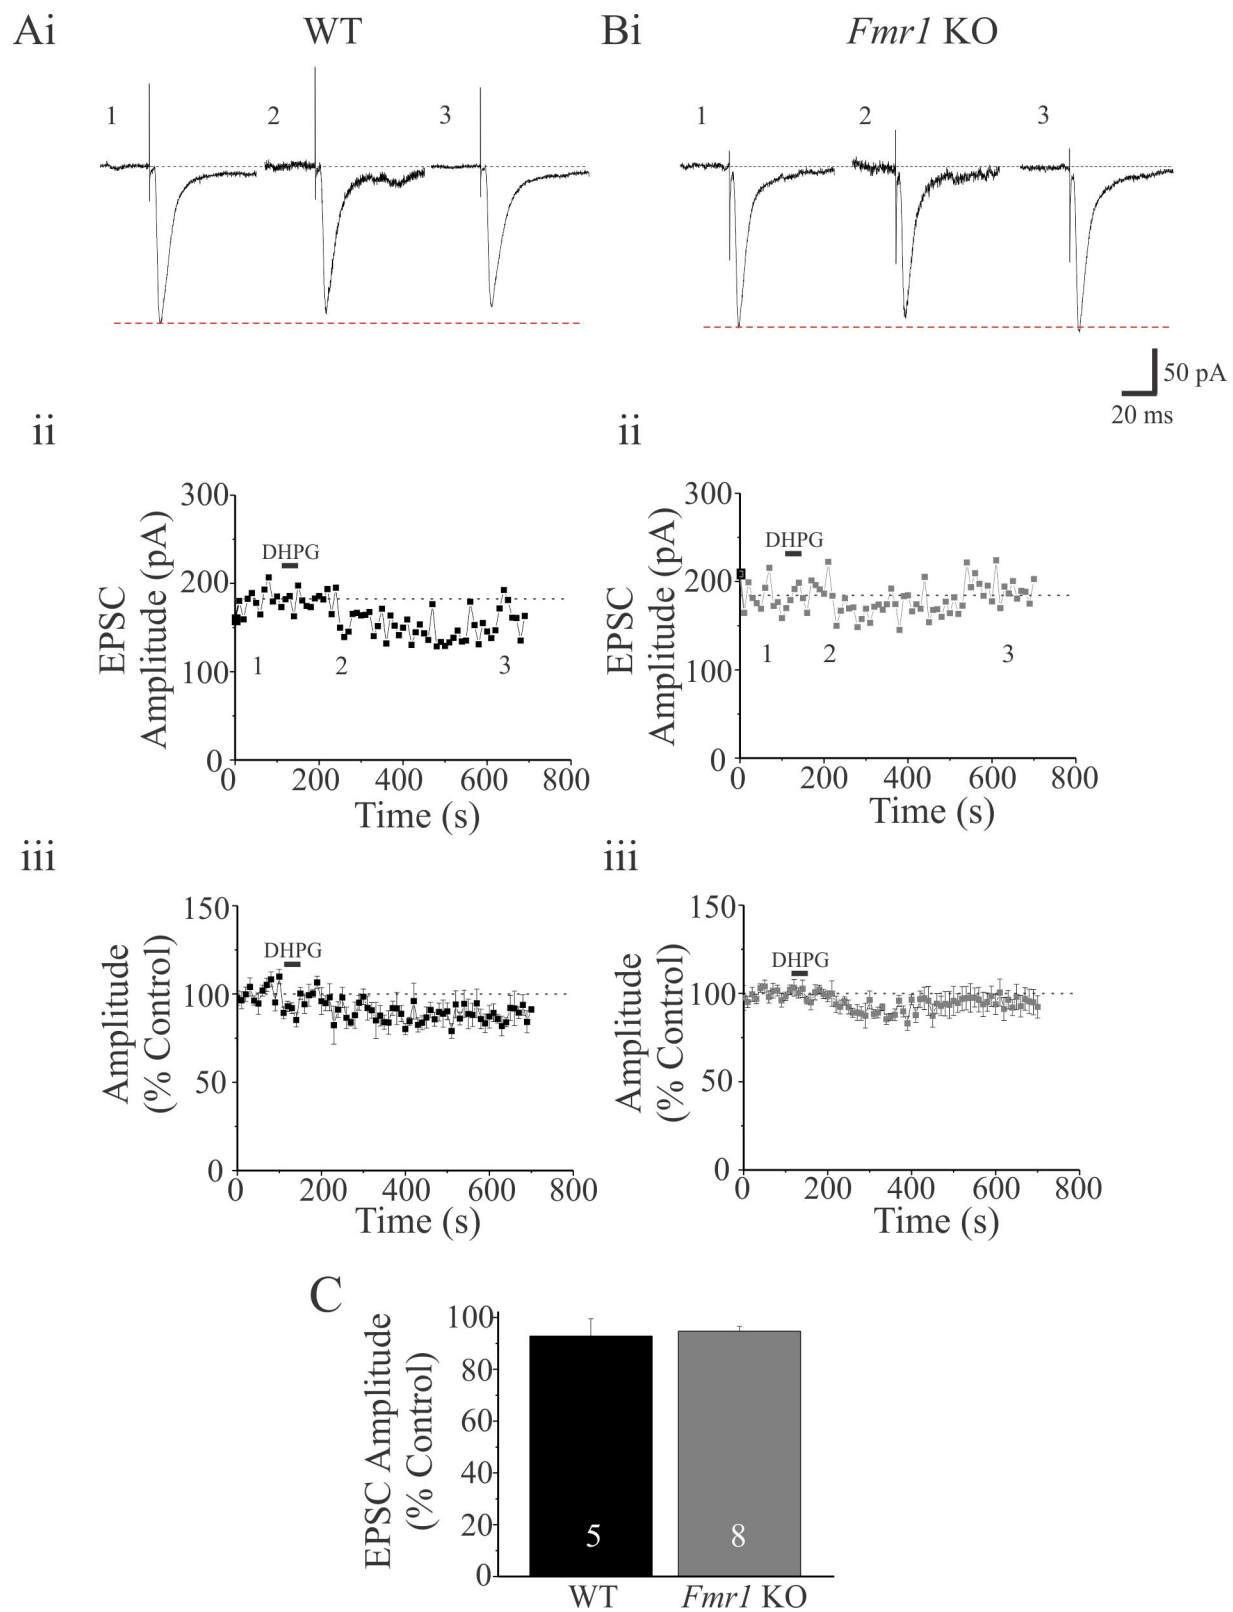 Ai WT Bi Fmr1 KO
1 2 3 1 2 3
50 pA
20 ms
ii ii
300 300
DHPG DHPG
200 200
EPSC Amplitude (pA) EPSC Amplitude (pA)
1 2 3 1 2 3
100 100
0 0
0 200 400 600 800 0 200 400 600 800
Time (s) Time (s)
iii iii
150 150
DHPG DHPG
100 100
Amplitude (% Control) Amplitude (% Control)
50 50
0 0
0 200 400 600 800 0 200 400 600 800
Time (s) Time (s)
C
100
80
60
EPSC Amplitude (% Control)
40
20 5 8
0
WT Fmr1 KO